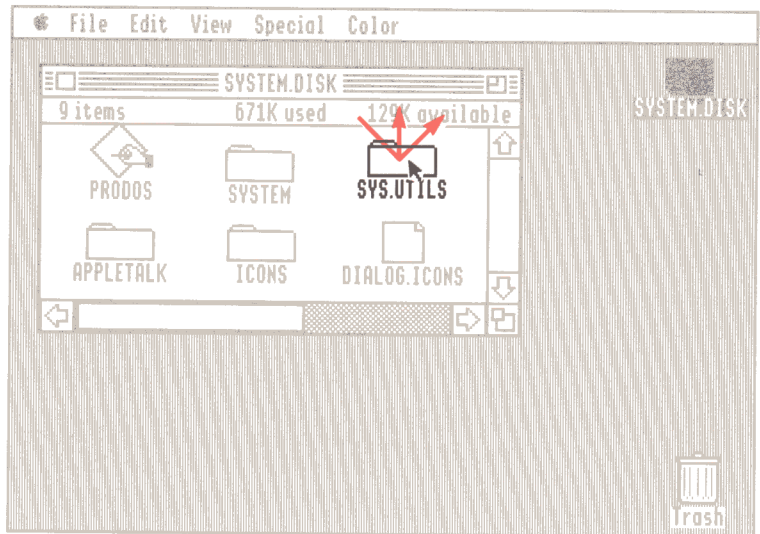 File Edit View Special Color
SYSTEM.DISK
9 items 671K used 129K available
SYSTEM.DISK
PRODOS SYSTEM SYS.UTILS
APPLETALK ICONS DIALOG.ICONS
Trash